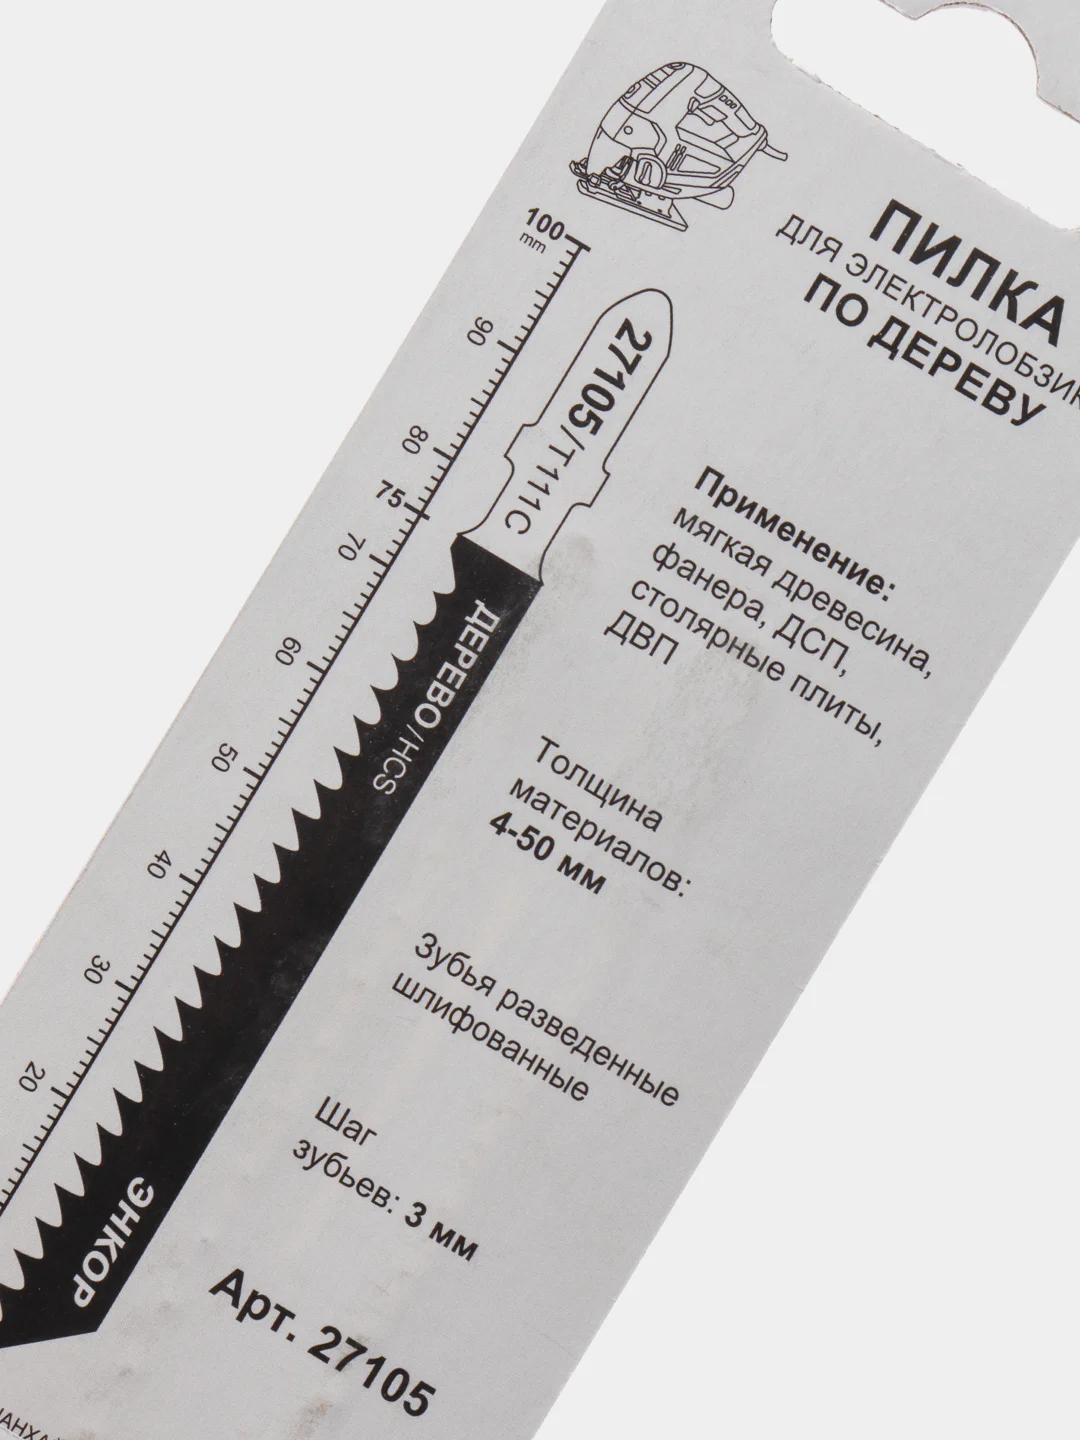 ПИЛКА
ДЛЯ
ПО ДЕРЕВУ
Применение:
мягкая древесина,
фанера, ДСП,
столярные плиты,
ДВП
Толщина
материалов:
4-50 мм
Зубья разведенные
шлифованные
Шаг
зубьев: 3 мм
Арт. 27105
100
mm
90
80
75
70
60
50
40
30
20
27105/T111C
ДЕРЕВО/HCS
ЭНКОР